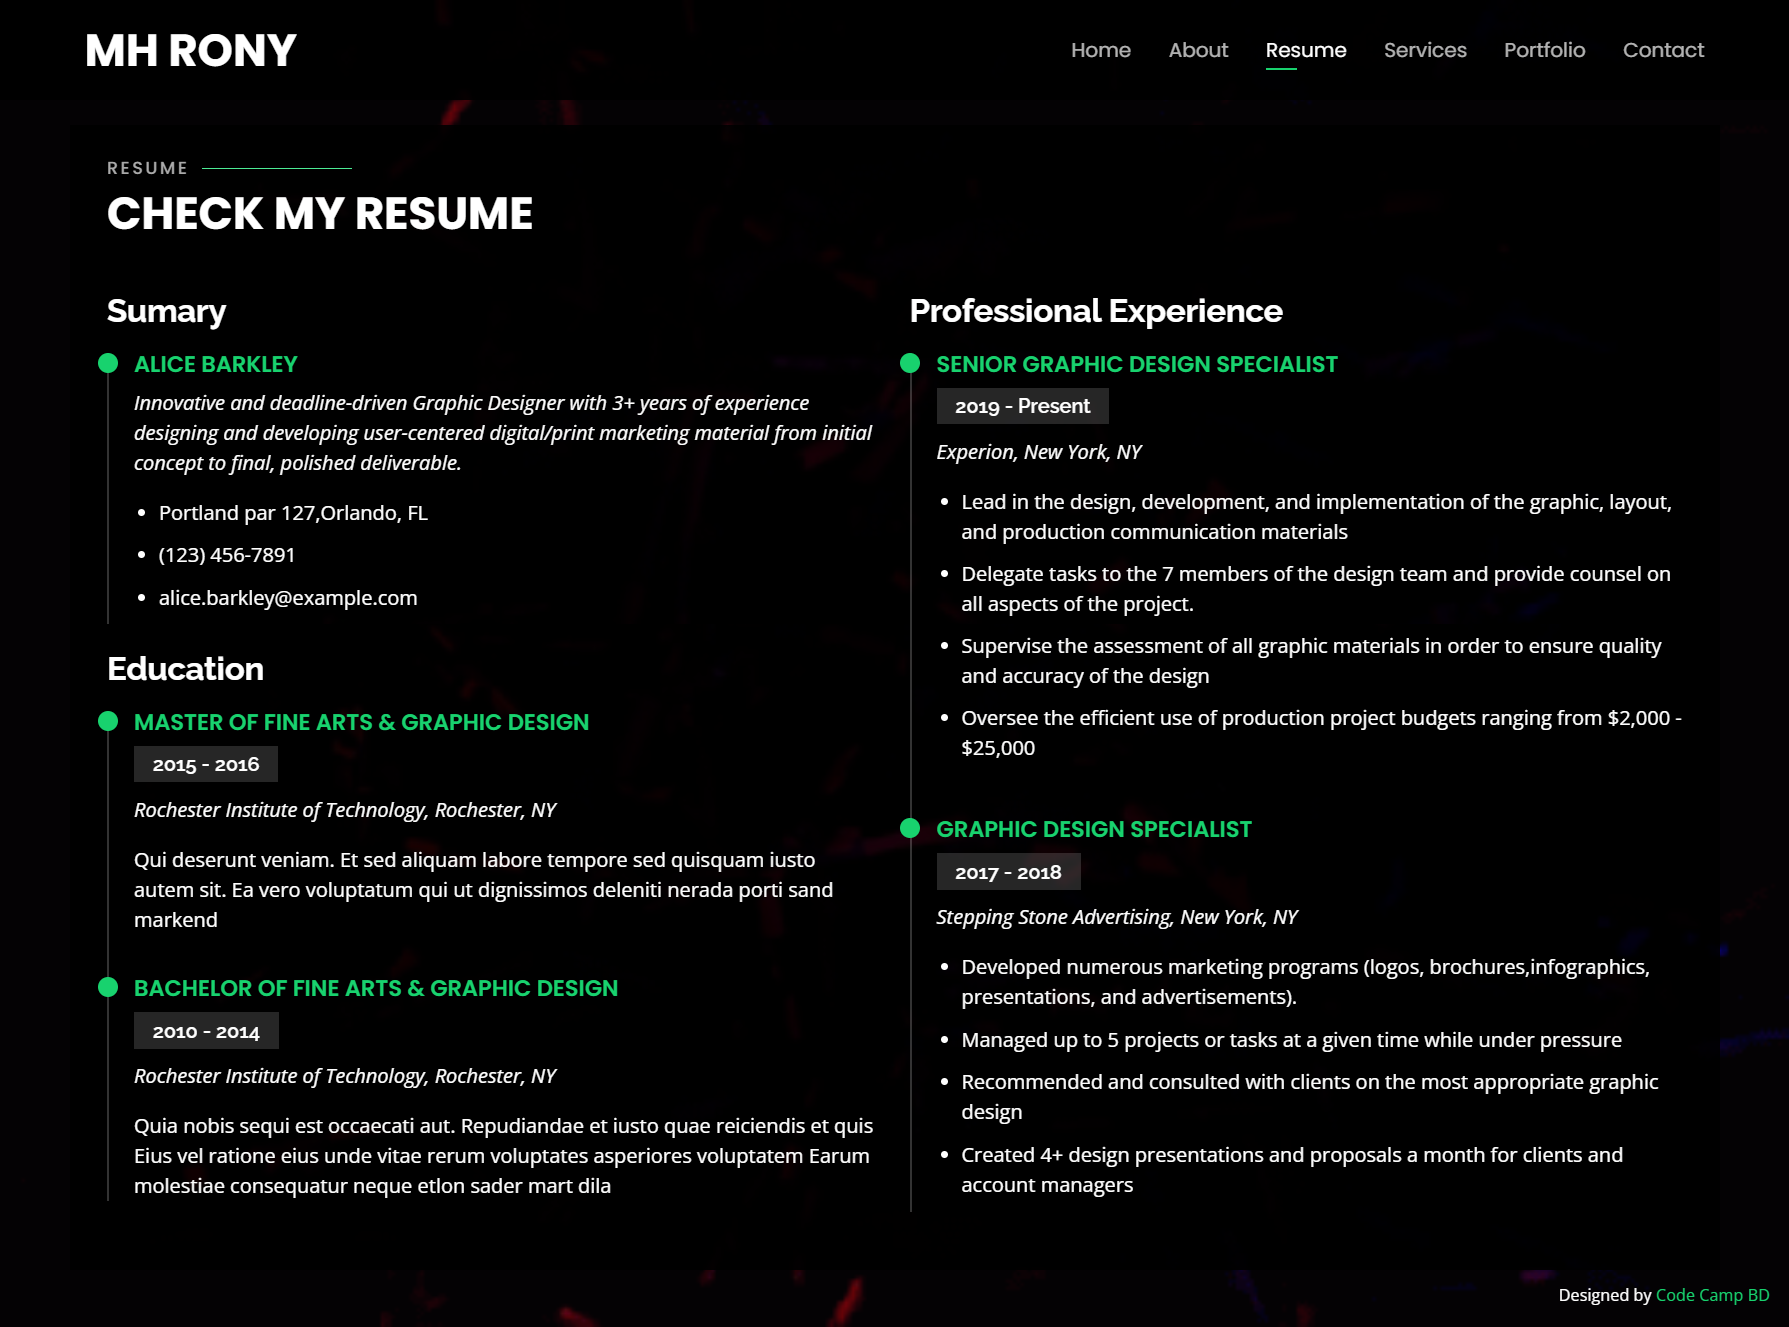 MH RONY
Home About Resume Services Portfolio Contact
RESUME
CHECK MY RESUME
Sumary
ALICE BARKLEY
Innovative and deadline-driven Graphic Designer with 3+ years of experience
designing and developing user-centered digital/print marketing material from initial
concept to final, polished deliverable.
• Portland par 127,Orlando, FL
• (123) 456-7891
• alice.barkley@example.com
Education
MASTER OF FINE ARTS & GRAPHIC DESIGN
2015 - 2016
Rochester Institute of Technology, Rochester, NY
Qui deserunt veniam. Et sed aliquam labore tempore sed quisquam iusto
autem sit. Ea vero voluptatum qui ut dignissimos deleniti nerada porti sand
markend
BACHELOR OF FINE ARTS & GRAPHIC DESIGN
2010 - 2014
Rochester Institute of Technology, Rochester, NY
Quia nobis sequi est occaecati aut. Repudiandae et iusto quae reiciendis et quis
Eius vel ratione eius unde vitae rerum voluptates asperiores voluptatem Earum
molestiae consequatur neque etlon sader mart dila
Professional Experience
SENIOR GRAPHIC DESIGN SPECIALIST
2019 - Present
Experion, New York, NY
• Lead in the design, development, and implementation of the graphic, layout,
and production communication materials
• Delegate tasks to the 7 members of the design team and provide counsel on
all aspects of the project.
• Supervise the assessment of all graphic materials in order to ensure quality
and accuracy of the design
• Oversee the efficient use of production project budgets ranging from $2,000 -
$25,000
GRAPHIC DESIGN SPECIALIST
2017 - 2018
Stepping Stone Advertising, New York, NY
• Developed numerous marketing programs (logos, brochures,infographics,
presentations, and advertisements).
• Managed up to 5 projects or tasks at a given time while under pressure
• Recommended and consulted with clients on the most appropriate graphic
design
• Created 4+ design presentations and proposals a month for clients and
account managers
Designed by Code Camp BD